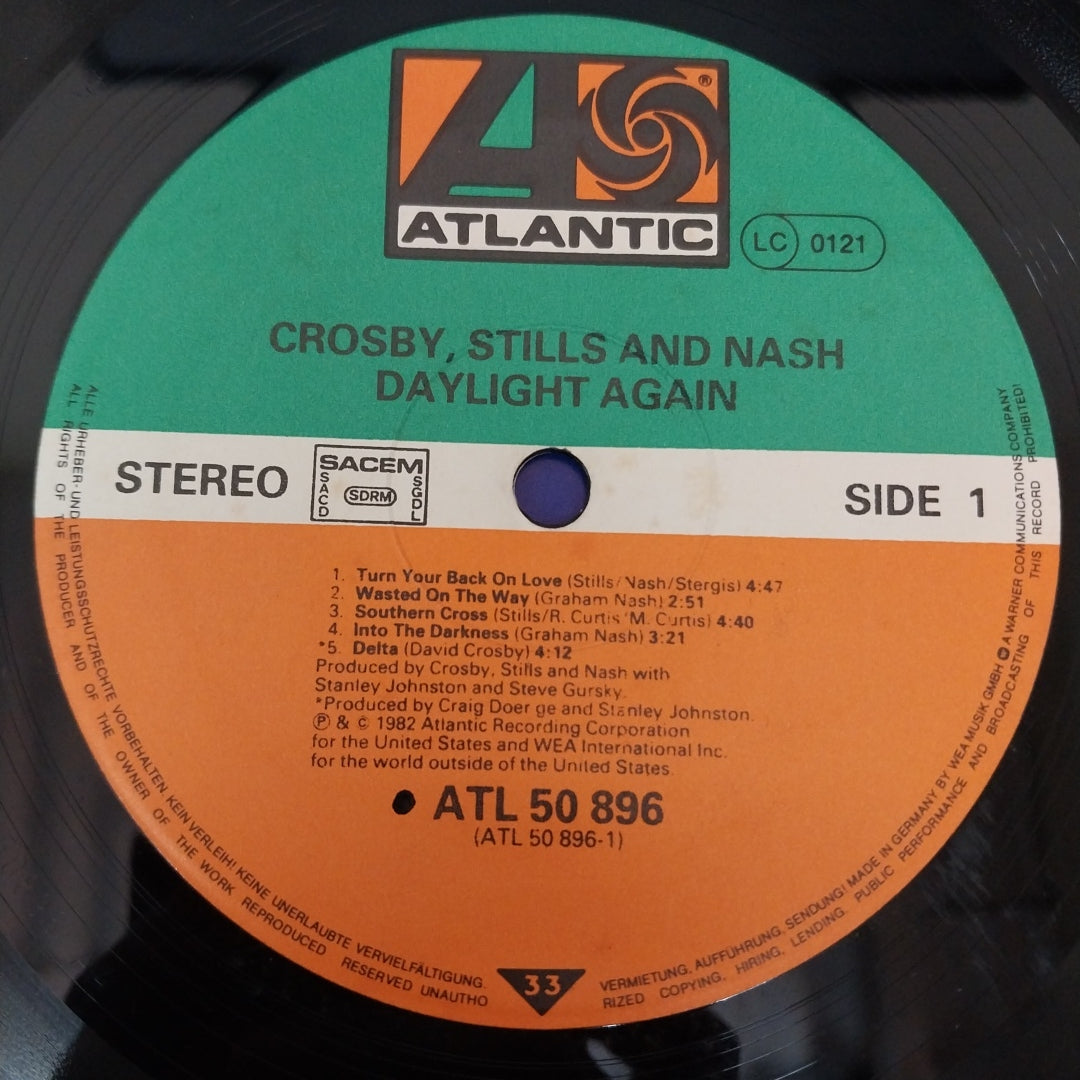 ®
ATLANTIC
LC 0121
CROSBY, STILLS AND NASH
DAYLIGHT AGAIN
STEREO
SACEM
SACD
SDRM
SGDL
SIDE 1
1. Turn Your Back On Love (Stills/Nash/Stergis) 4:47
2. Wasted On The Way (Graham Nash) 2:51
3. Southern Cross (Stills/R. Curtis/M. Curtis) 4:40
4. Into The Darkness (Graham Nash) 3:21
*5. Delta (David Crosby) 4:12
Produced by Crosby, Stills and Nash with
Stanley Johnston and Steve Gursky.
*Produced by Craig Doerge and Stanley Johnston.
Ⓟ & © 1982 Atlantic Recording Corporation
for the United States and WEA International Inc.
for the world outside of the United States.
● ATL 50 896
(ATL 50 896-1)
33
ALLE URHEBER- UND LEISTUNGSSCHUTZRECHTE VORBEHALTEN. KEIN VERLEIH! KEINE UNERLAUBTE VERVIELFÄLTIGUNG. VERMIETUNG. AUFFÜHRUNG. SENDUNG! MADE IN GERMANY BY WEA MUSIK GMBH A WARNER COMMUNICATIONS COMPANY
ALL RIGHTS OF THE PRODUCER AND OF THE OWNER OF THE WORK REPRODUCED RESERVED UNAUTHORIZED COPYING, HIRING, LENDING PUBLIC PERFORMANCE AND BROADCASTING OF THIS RECORD PROHIBITED!